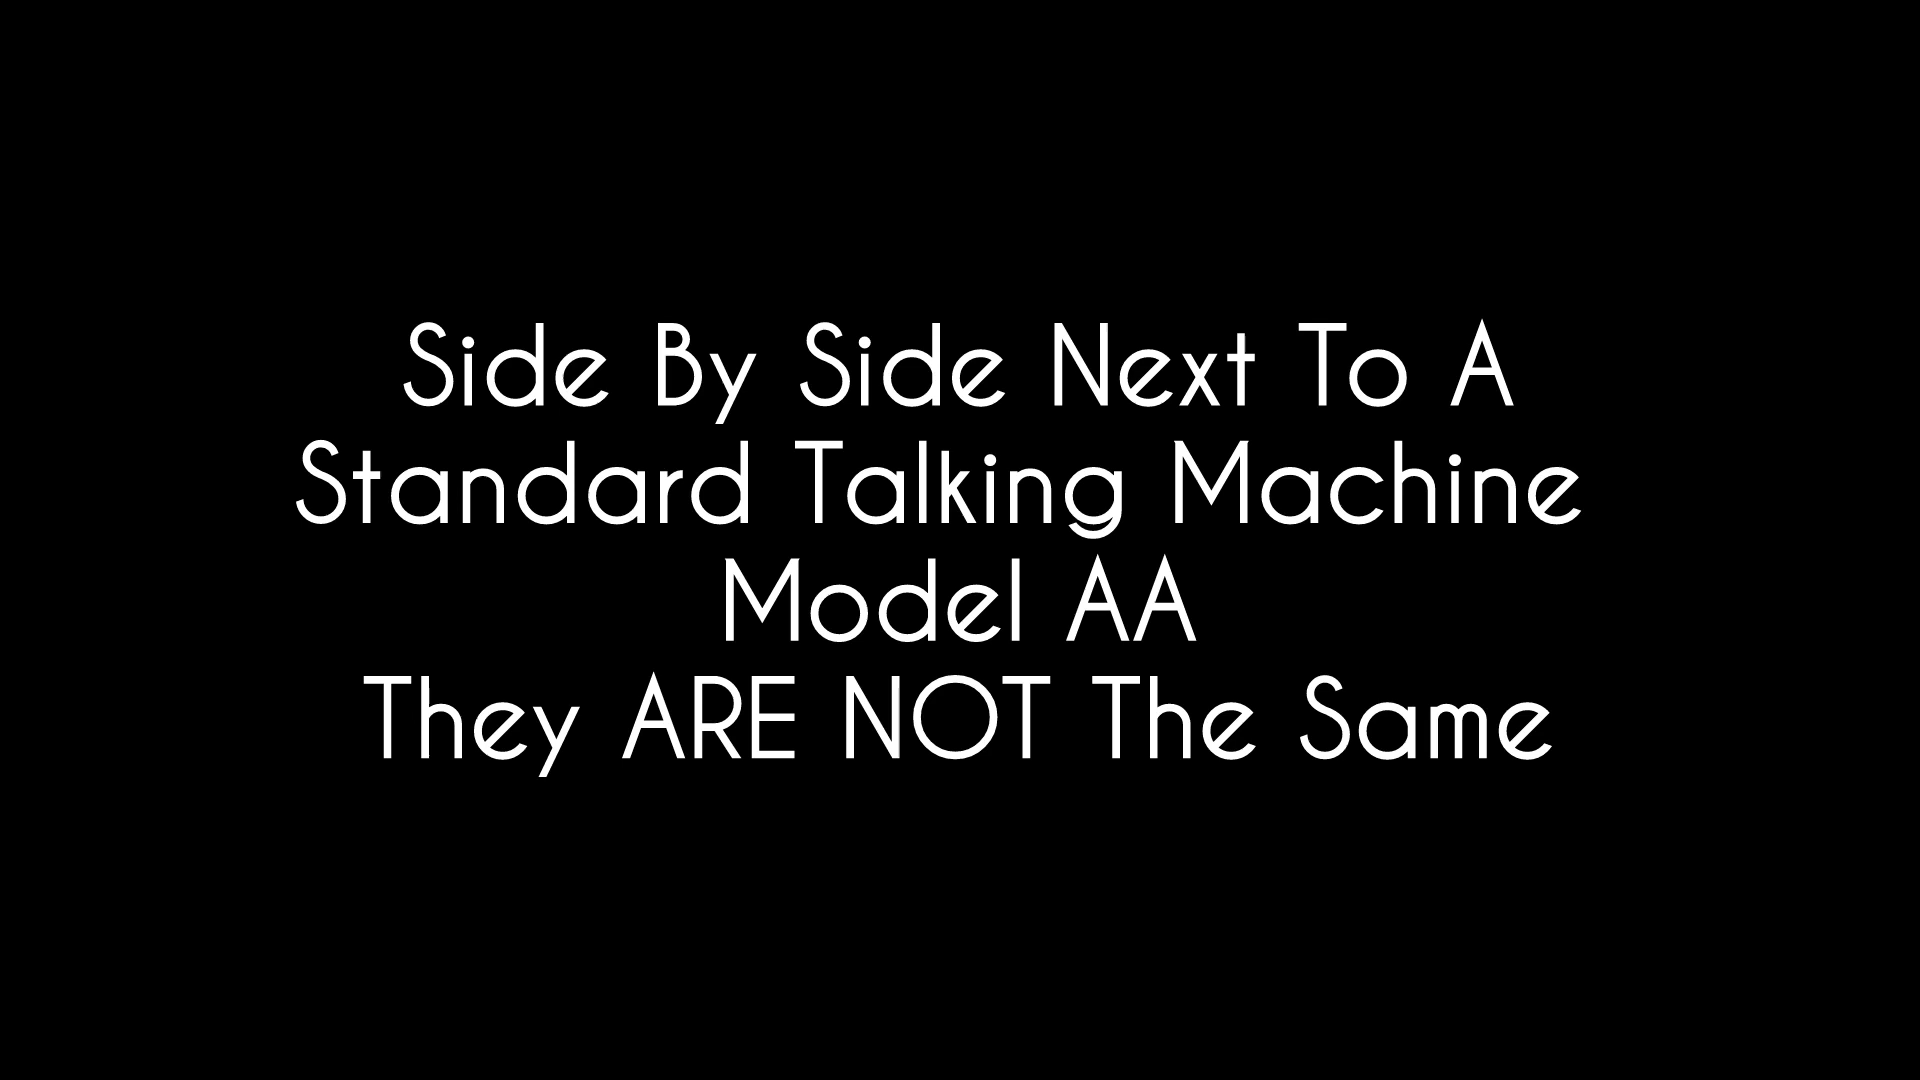 Side By Side Next To A
Standard Talking Machine
Model AA
They ARE NOT The Same